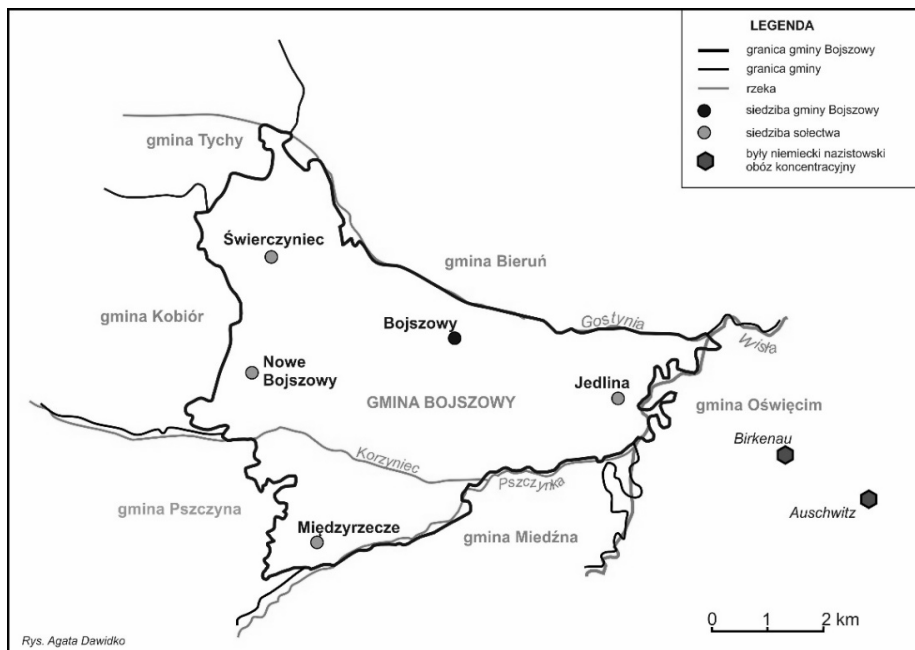 LEGENDA
granica gminy Bojszowy
granica gminy
rzeka
siedziba gminy Bojszowy
siedziba sołectwa
były niemiecki nazistowski
obóz koncentracyjny
gmina Tychy
Świerczyniec
gmina Bieruń
gmina Kobiór
Bojszowy
Gostynia
Wisła
Nowe
Bojszowy
Jedlina
GMINA BOJSZOWY
gmina Oświęcim
Birkenau
Korzyniec
Pszczynka
gmina Pszczyna
Auschwitz
Międzyrzecze
gmina Miedźna
0 2 km
Rys. Agata Dawidko